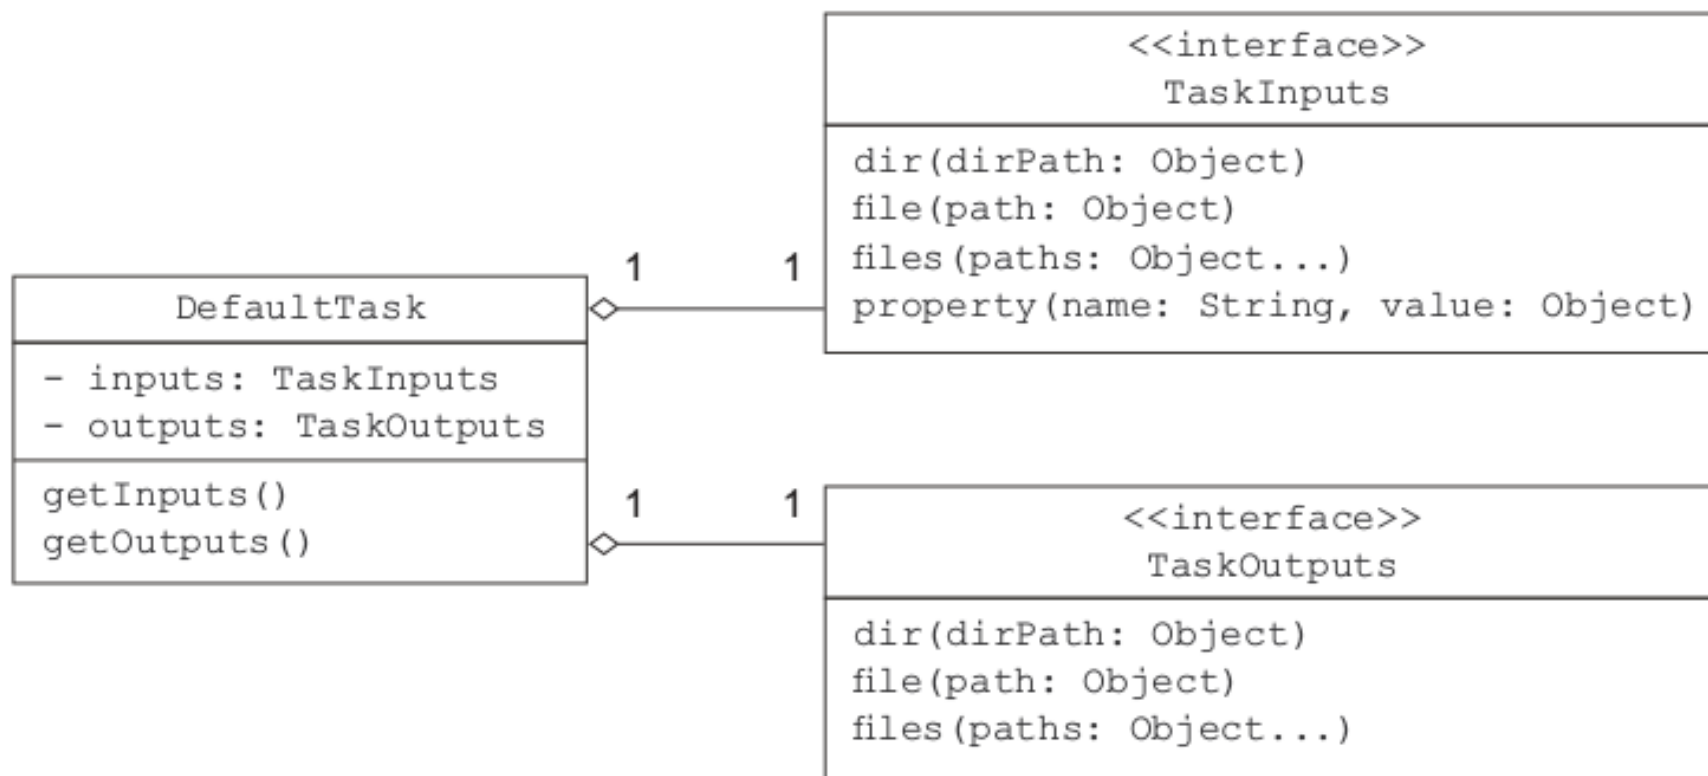 <<interface>>
TaskInputs
dir(dirPath: Object)
file(path: Object)
files(paths: Object...)
property(name: String, value: Object)
1 1
DefaultTask
- inputs: TaskInputs
- outputs: TaskOutputs
getInputs()
getOutputs()
1 1
<<interface>>
TaskOutputs
dir(dirPath: Object)
file(path: Object)
files(paths: Object...)